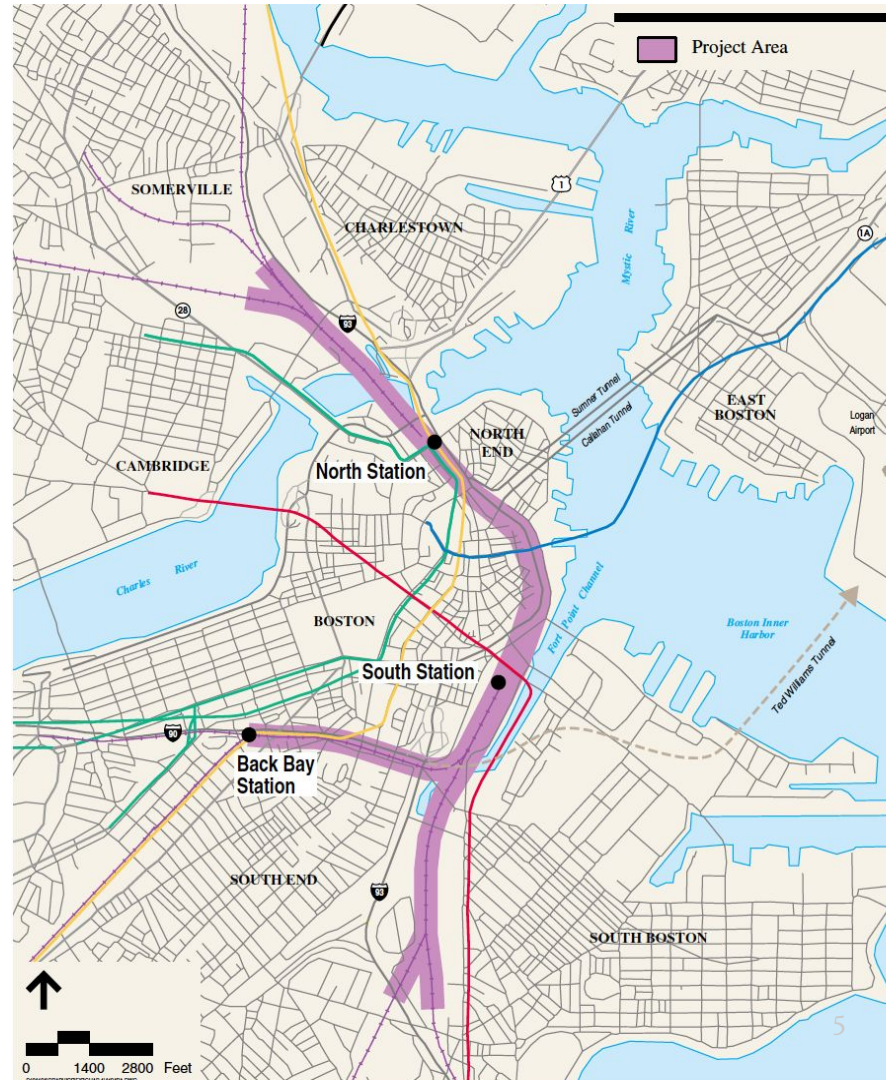 Project Area
1
SOMERVILLE
CHARLESTOWN
Mystic River
1A
28
93
Sumner Tunnel
Callahan Tunnel
EAST
BOSTON
Logan
Airport
NORTH
END
North Station
CAMBRIDGE
Charles River
BOSTON
Fort Point Channel
Boston Inner
Harbor
South Station
Ted Williams Tunnel
90
Back Bay
Station
SOUTH END
93
SOUTH BOSTON
5
0 1400 2800 Feet